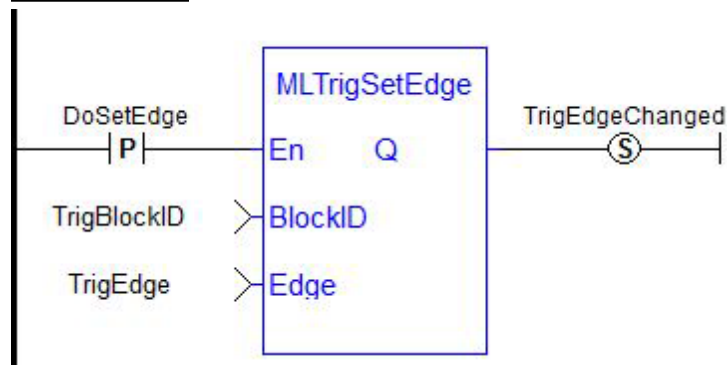 MLTrigSetEdge
DoSetEdge
TrigEdgeChanged
P
En Q
S
TrigBlockID
BlockID
TrigEdge
Edge